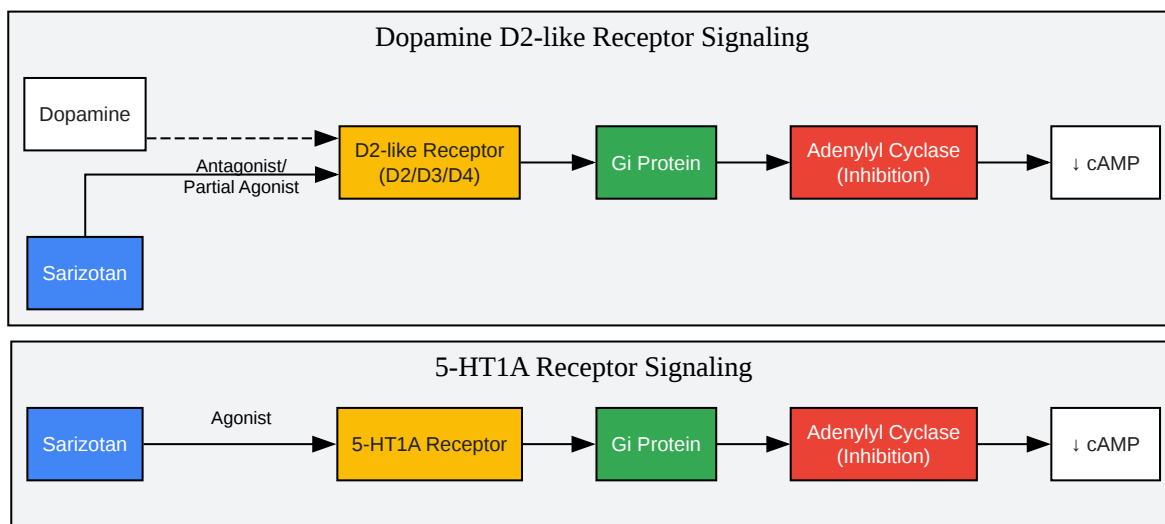 Dopamine D2-like Receptor Signaling
Dopamine
Antagonist/
Partial Agonist
D2-like Receptor
(D2/D3/D4)
Gi Protein
Adenylyl Cyclase
(Inhibition)
↓ cAMP
Sarizotan
5-HT1A Receptor Signaling
Sarizotan
Agonist
5-HT1A Receptor
Gi Protein
Adenylyl Cyclase
(Inhibition)
↓ cAMP